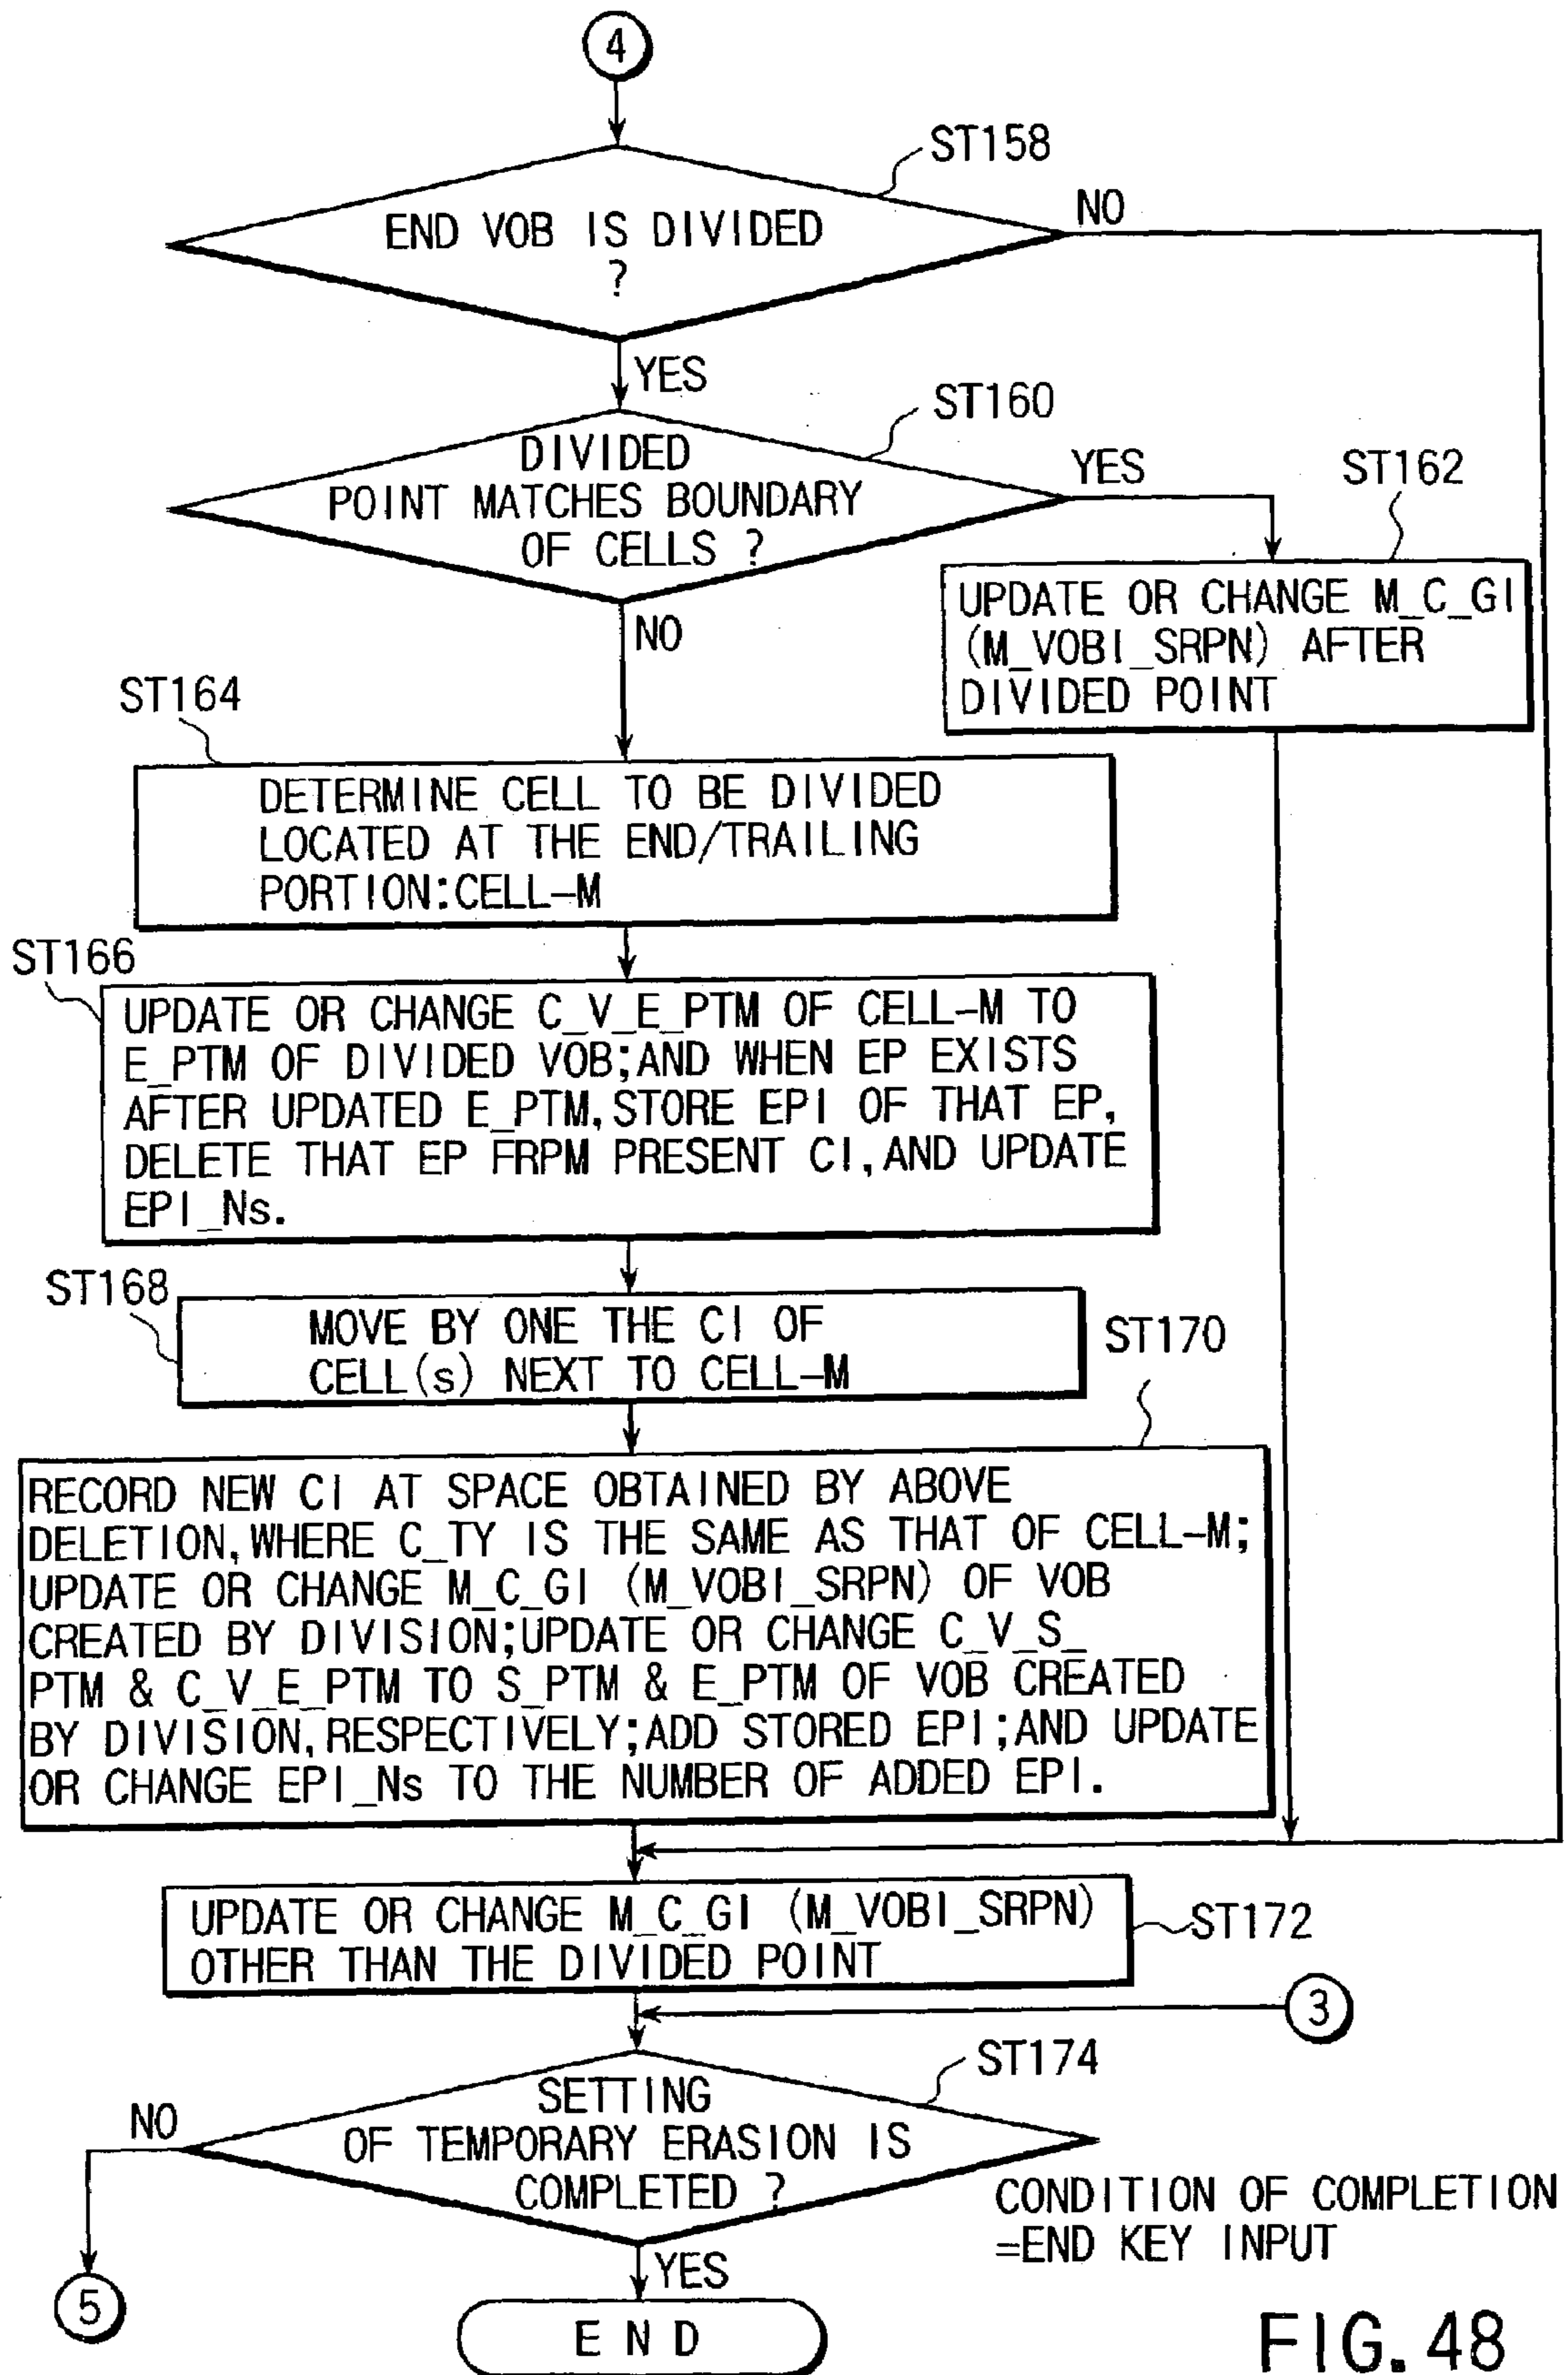 4
ST158
END VOB IS DIVIDED
?
NO
YES
ST160
DIVIDED
POINT MATCHES BOUNDARY
OF CELLS ?
YES
ST162
UPDATE OR CHANGE M_C_GI
(M_VOBI_SRPN) AFTER
DIVIDED POINT
NO
ST164
DETERMINE CELL TO BE DIVIDED
LOCATED AT THE END/TRAILING
PORTION:CELL-M
ST166
UPDATE OR CHANGE C_V_E_PTM OF CELL-M TO
E_PTM OF DIVIDED VOB;AND WHEN EP EXISTS
AFTER UPDATED E_PTM,STORE EPI OF THAT EP,
DELETE THAT EP FRPM PRESENT CI,AND UPDATE
EPI_Ns.
ST168
MOVE BY ONE THE CI OF
CELL(s) NEXT TO CELL-M
ST170
RECORD NEW CI AT SPACE OBTAINED BY ABOVE
DELETION,WHERE C_TY IS THE SAME AS THAT OF CELL-M;
UPDATE OR CHANGE M_C_GI (M_VOBI_SRPN) OF VOB
CREATED BY DIVISION;UPDATE OR CHANGE C_V_S_
PTM & C_V_E_PTM TO S_PTM & E_PTM OF VOB CREATED
BY DIVISION,RESPECTIVELY;ADD STORED EPI;AND UPDATE
OR CHANGE EPI_Ns TO THE NUMBER OF ADDED EPI.
UPDATE OR CHANGE M_C_GI (M_VOBI_SRPN)
OTHER THAN THE DIVIDED POINT
ST172
3
ST174
SETTING
OF TEMPORARY ERASION IS
COMPLETED ?
NO
CONDITION OF COMPLETION
=END KEY INPUT
YES
5
END
FIG. 48